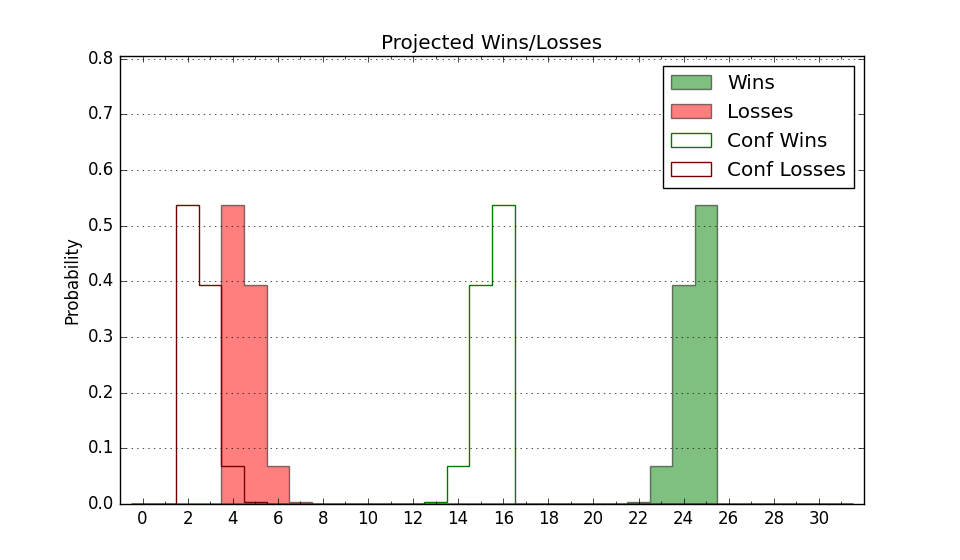 Projected Wins/Losses
Probability
0.8
0.7
0.6
0.5
0.4
0.3
0.2
0.1
0.0
0 2 4 6 8 10 12 14 16 18 20 22 24 26 28 30
Wins
Losses
Conf Wins
Conf Losses